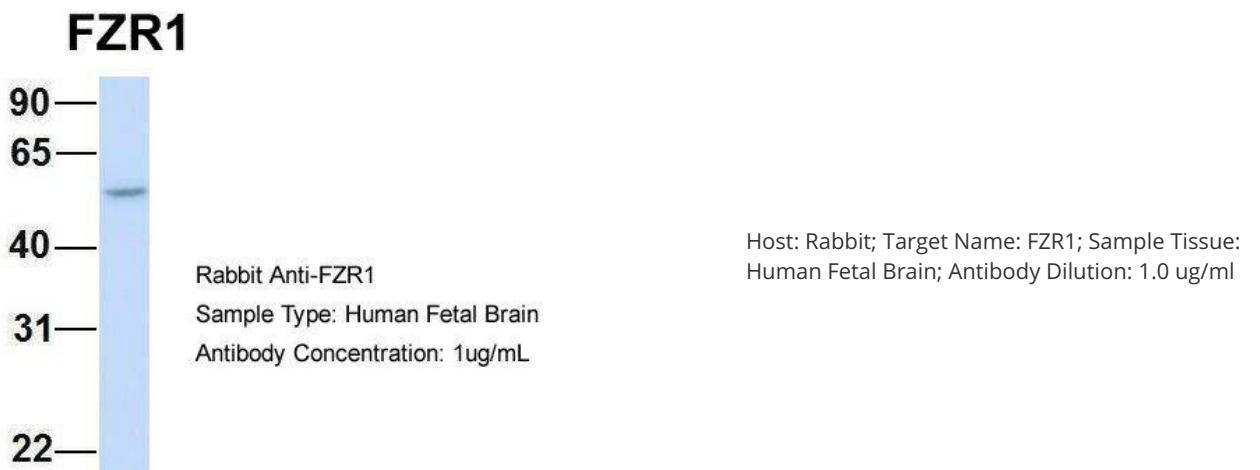 FZR1
90
65
40
31
22
Rabbit Anti-FZR1
Sample Type: Human Fetal Brain
Antibody Concentration: 1ug/mL
Host: Rabbit; Target Name: FZR1; Sample Tissue:
Human Fetal Brain; Antibody Dilution: 1.0 ug/ml